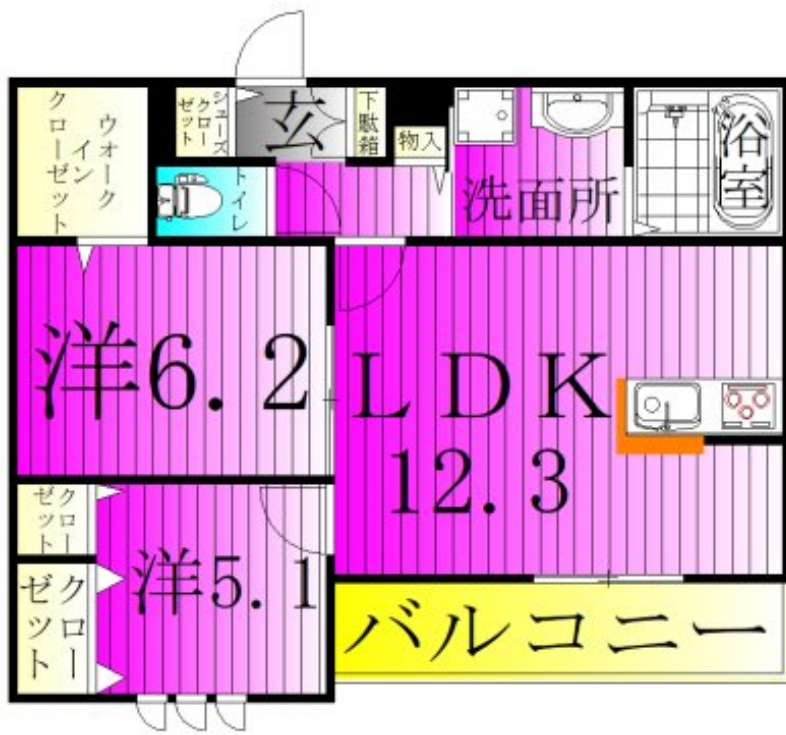 ウォーク
イン
クローゼット
シューズ
クロー
ゼット
玄
下駄箱
物入
トイレ
洗面所
浴室
洋6.2
LDK
12.3
クロー
ゼット
洋5.1
クロー
ゼット
バルコニー